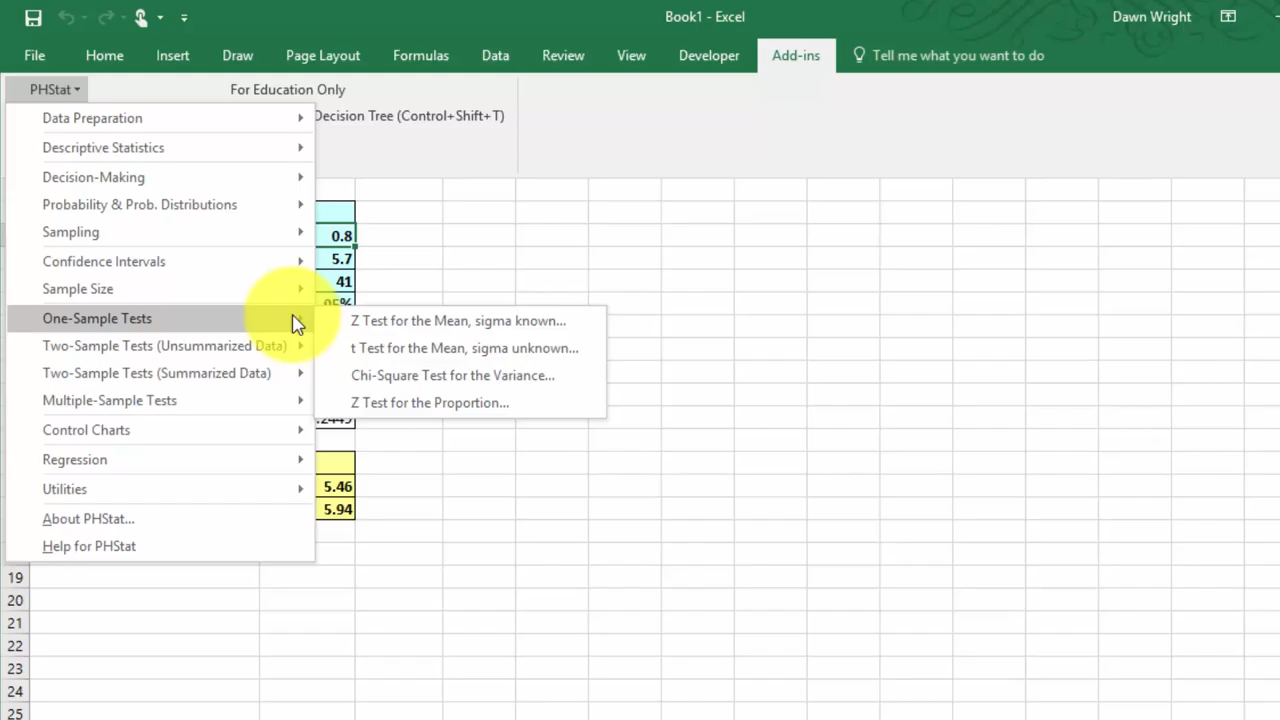 Book1 - Excel
Dawn Wright
File Home Insert Draw Page Layout Formulas Data Review View Developer Add-ins Tell me what you want to do
PHStat For Education Only
Decision Tree (Control+Shift+T)
Data Preparation
Descriptive Statistics
Decision-Making
Probability & Prob. Distributions
Sampling
Confidence Intervals
Sample Size
One-Sample Tests
Two-Sample Tests (Unsummarized Data)
Two-Sample Tests (Summarized Data)
Multiple-Sample Tests
Control Charts
Regression
Utilities
About PHStat...
Help for PHStat
Z Test for the Mean, sigma known...
t Test for the Mean, sigma unknown...
Chi-Square Test for the Variance...
Z Test for the Proportion...
0.8
5.7
41
95%
.2449
5.46
5.94
19
20
21
22
23
24
25